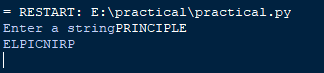 = RESTART: E:\practical\practical.py
Enter a stringPRINCIPLE
ELPICNIRP